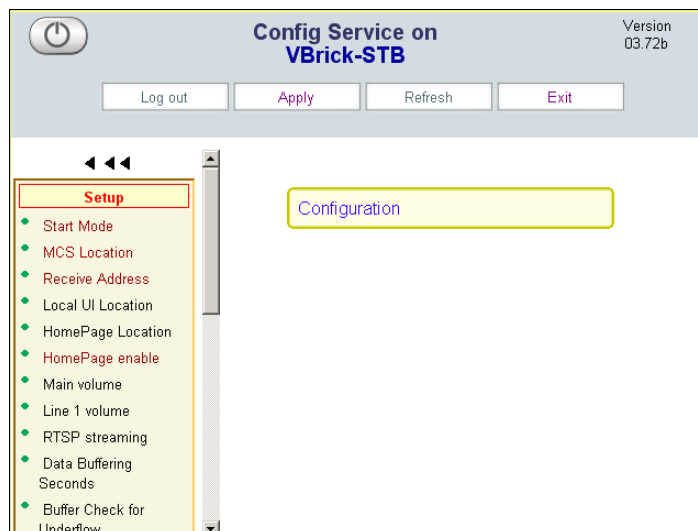 Config Service on
VBrick-STB
Version
03.72b
Log out
Apply
Refresh
Exit
Setup
Start Mode
MCS Location
Receive Address
Local UI Location
HomePage Location
HomePage enable
Main volume
Line 1 volume
RTSP streaming
Data Buffering
Seconds
Buffer Check for
Underflow
Configuration